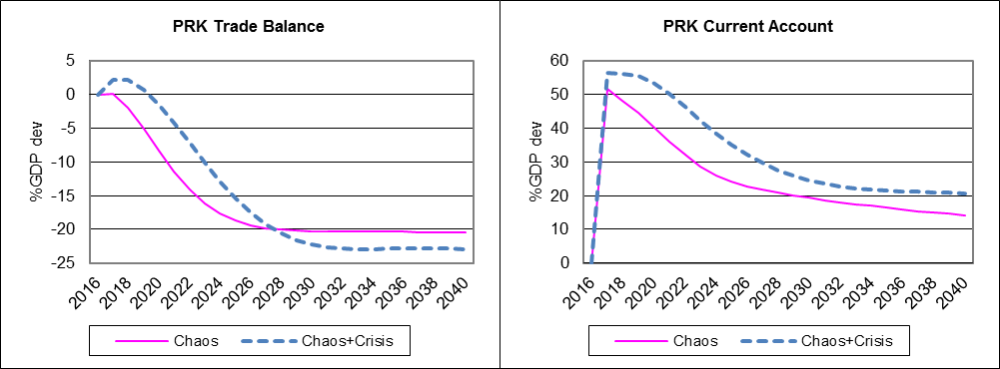 PRK Trade Balance
%GDP dev
5
0
-5
-10
-15
-20
-25
2016 2018 2020 2022 2024 2026 2028 2030 2032 2034 2036 2038 2040
Chaos Chaos+Crisis
PRK Current Account
%GDP dev
60
50
40
30
20
10
0
2016 2018 2020 2022 2024 2026 2028 2030 2032 2034 2036 2038 2040
Chaos Chaos+Crisis